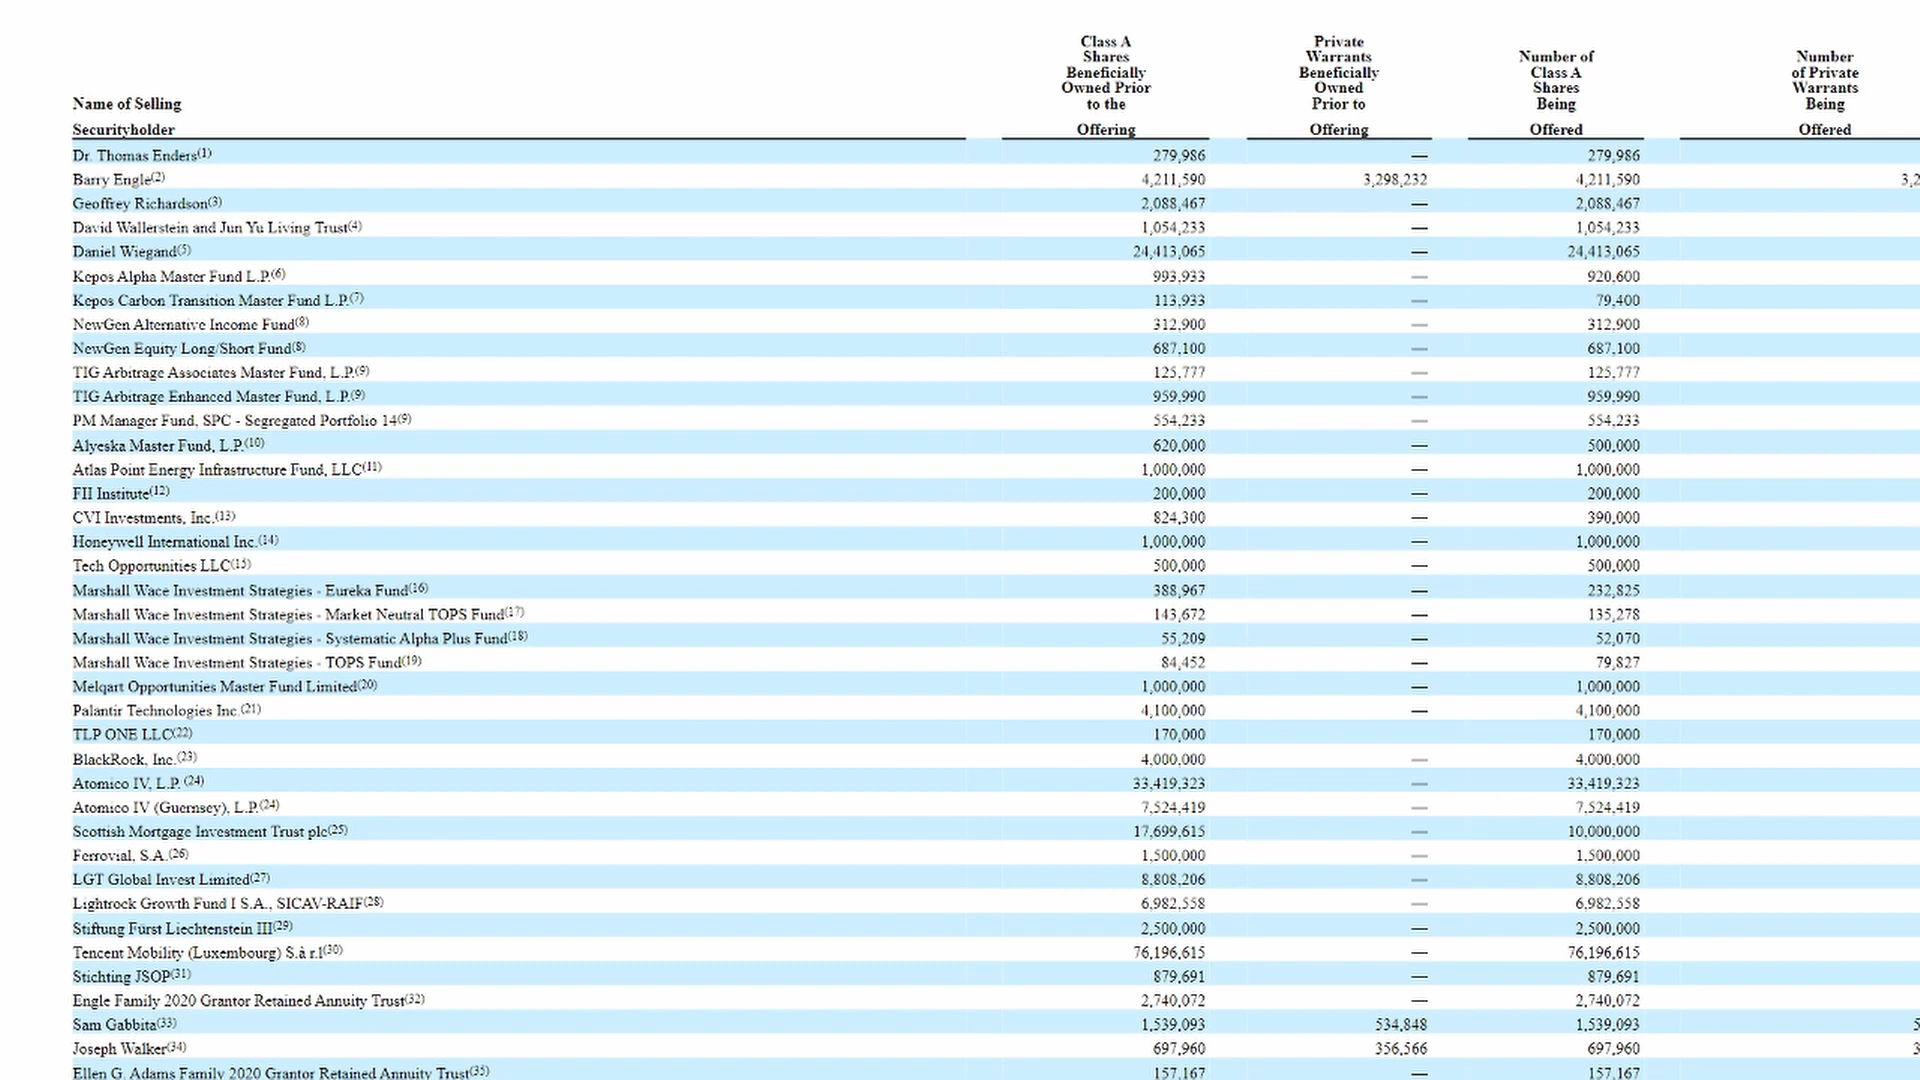 Class A Private
Shares Warrants Number of Number
Beneficially Beneficially Class A of Private
Owned Prior Owned Shares Warrants
Name of Selling to the Prior to Being Being
Securityholder Offering Offering Offered Offered
Dr. Thomas Enders(1) 279,986 — 279,986
Barry Engle(2) 4,211,590 3,298,232 4,211,590 3,2
Geoffrey Richardson(3) 2,088,467 — 2,088,467
David Wallerstein and Jun Yu Living Trust(4) 1,054,233 — 1,054,233
Daniel Wiegand(5) 24,413,065 — 24,413,065
Kepos Alpha Master Fund L.P.(6) 993,933 — 920,600
Kepos Carbon Transition Master Fund L.P.(7) 113,933 — 79,400
NewGen Alternative Income Fund(8) 312,900 — 312,900
NewGen Equity Long/Short Fund(8) 687,100 — 687,100
TIG Arbitrage Associates Master Fund, L.P.(9) 125,777 — 125,777
TIG Arbitrage Enhanced Master Fund, L.P.(9) 959,990 — 959,990
PM Manager Fund, SPC - Segregated Portfolio 14(9) 554,233 — 554,233
Alyeska Master Fund, L.P.(10) 620,000 — 500,000
Atlas Point Energy Infrastructure Fund, LLC(11) 1,000,000 — 1,000,000
FII Institute(12) 200,000 — 200,000
CVI Investments, Inc.(13) 824,300 — 390,000
Honeywell International Inc.(14) 1,000,000 — 1,000,000
Tech Opportunities LLC(15) 500,000 — 500,000
Marshall Wace Investment Strategies - Eureka Fund(16) 388,967 — 232,825
Marshall Wace Investment Strategies - Market Neutral TOPS Fund(17) 143,672 — 135,278
Marshall Wace Investment Strategies - Systematic Alpha Plus Fund(18) 55,209 — 52,070
Marshall Wace Investment Strategies - TOPS Fund(19) 84,452 — 79,827
Melqart Opportunities Master Fund Limited(20) 1,000,000 — 1,000,000
Palantir Technologies Inc.(21) 4,100,000 — 4,100,000
TLP ONE LLC(22) 170,000 170,000
BlackRock, Inc.(23) 4,000,000 — 4,000,000
Atomico IV, L.P. (24) 33,419,323 — 33,419,323
Atomico IV (Guernsey), L.P.(24) 7,524,419 — 7,524,419
Scottish Mortgage Investment Trust plc(25) 17,699,615 — 10,000,000
Ferrovial, S.A.(26) 1,500,000 — 1,500,000
LGT Global Invest Limited(27) 8,808,206 — 8,808,206
Lightrock Growth Fund I S.A., SICAV-RAIF(28) 6,982,558 — 6,982,558
Stiftung Fürst Liechtenstein III(29) 2,500,000 — 2,500,000
Tencent Mobility (Luxembourg) S.à r.l(30) 76,196,615 — 76,196,615
Stichting JSOP(31) 879,691 — 879,691
Engle Family 2020 Grantor Retained Annuity Trust(32) 2,740,072 — 2,740,072
Sam Gabbita(33) 1,539,093 534,848 1,539,093 5
Joseph Walker(34) 697,960 356,566 697,960 3
Ellen G. Adams Family 2020 Grantor Retained Annuity Trust(35) 157,167 — 157,167